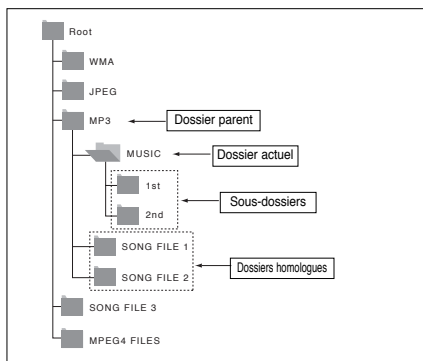 Root
WMA
JPEG
MP3
Dossier parent
MUSIC
Dossier actuel
1st
Sous-dossiers
2nd
SONG FILE 1
Dossiers homologues
SONG FILE 2
SONG FILE 3
MPEG4 FILES